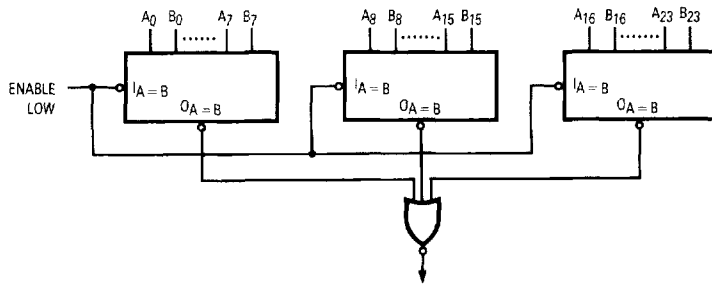 A0 B0 ...... A7 B7
A8 B8 ...... A15 B15
A16 B16 ....... A23 B23
ENABLE
LOW
IA = B
OA = B
IA = B
OA = B
IA = B
OA = B